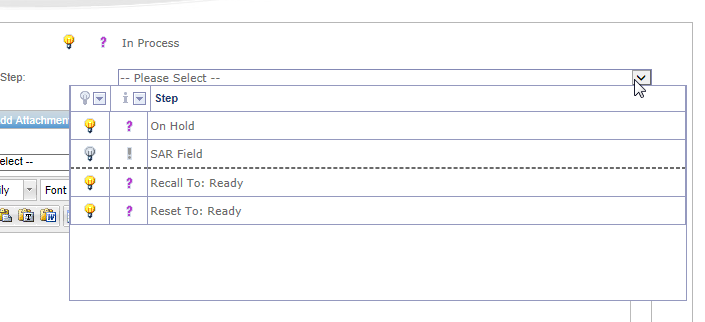 ? In Process
Step: -- Please Select --
i Step
? On Hold
dd Attachmen
! SAR Field
elect --
? Recall To: Ready
ily Font
? Reset To: Ready
T W